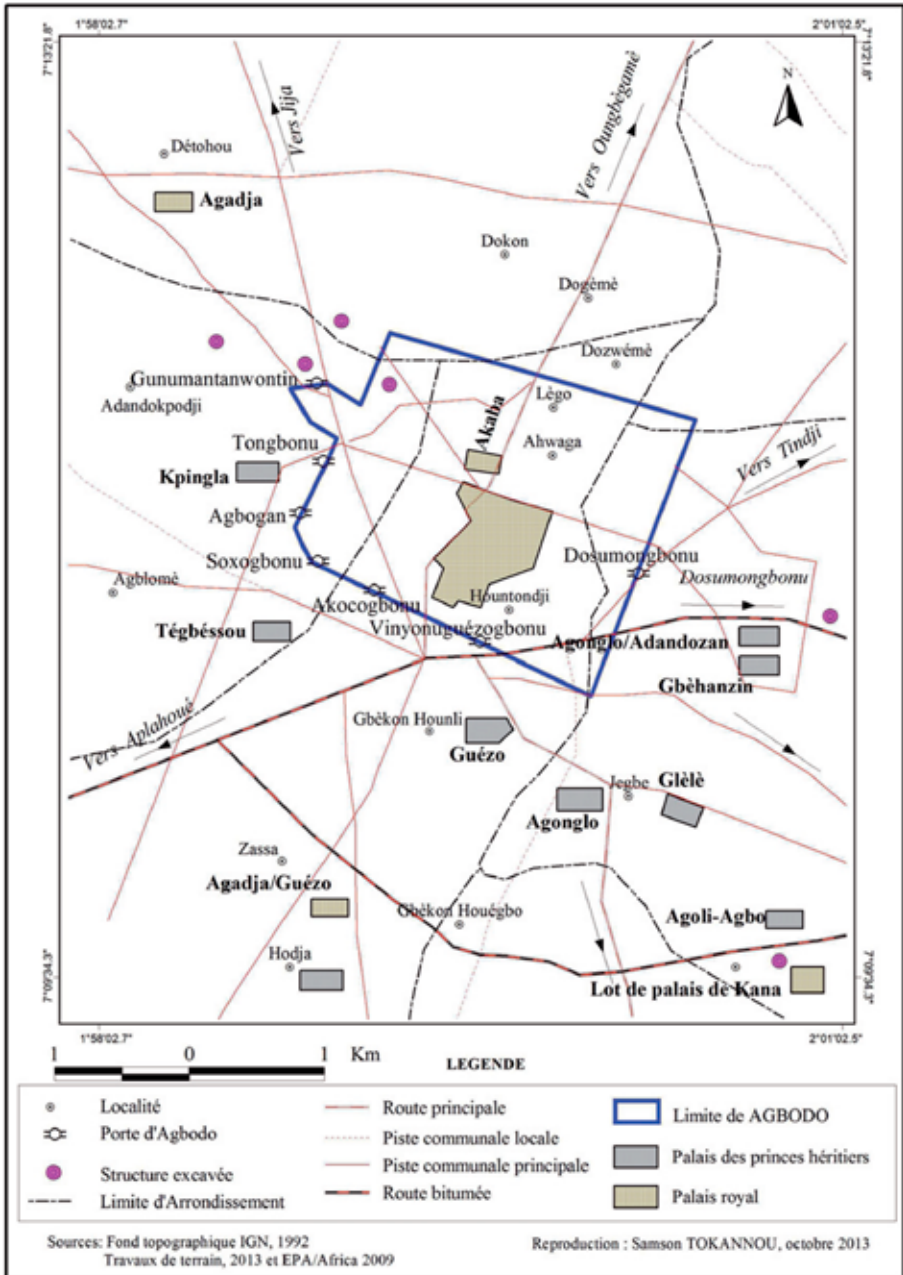 1°58'02.7"
2°01'02.5"
7°13'21.8"
7°13'21.8"
N
Vers Jija
Vers Oungbègamè
Détohou
Agadja
Dokon
Dogèmè
Dozwémè
Gunumantanwontin
Adandokpodji
Lègo
Akaba
Tongbonu
Ahwaga
Vers Tindji
Kpingla
Agbogan
Soxogbonu
Dosumongbonu
Dosumongbonu
Agblomè
Akocogbonu
Hountondji
Tégbéssou
Vinyonuguézogbonu
Agonglo/Adandozan
Gbèhanzin
Vers Aplahoué
Gbèkon Hounli
Guézo
Jegbe
Glèlè
Agonglo
Zassa
Agadja/Guézo
Gbèkon Houégbo
Agoli-Agbo
Hodja
Lot de palais de Kana
7°09'34.3"
7°09'34.3"
1°58'02.7"
2°01'02.5"
1 0 1 Km
LEGENDE
Localité
Porte d'Agbodo
Structure excavée
Limite d'Arrondissement
Route principale
Piste communale locale
Piste communale principale
Route bitumée
Limite de AGBODO
Palais des princes héritiers
Palais royal
Sources: Fond topographique IGN, 1992
Travaux de terrain, 2013 et EPA/Africa 2009
Reproduction : Samson TOKANNOU, octobre 2013